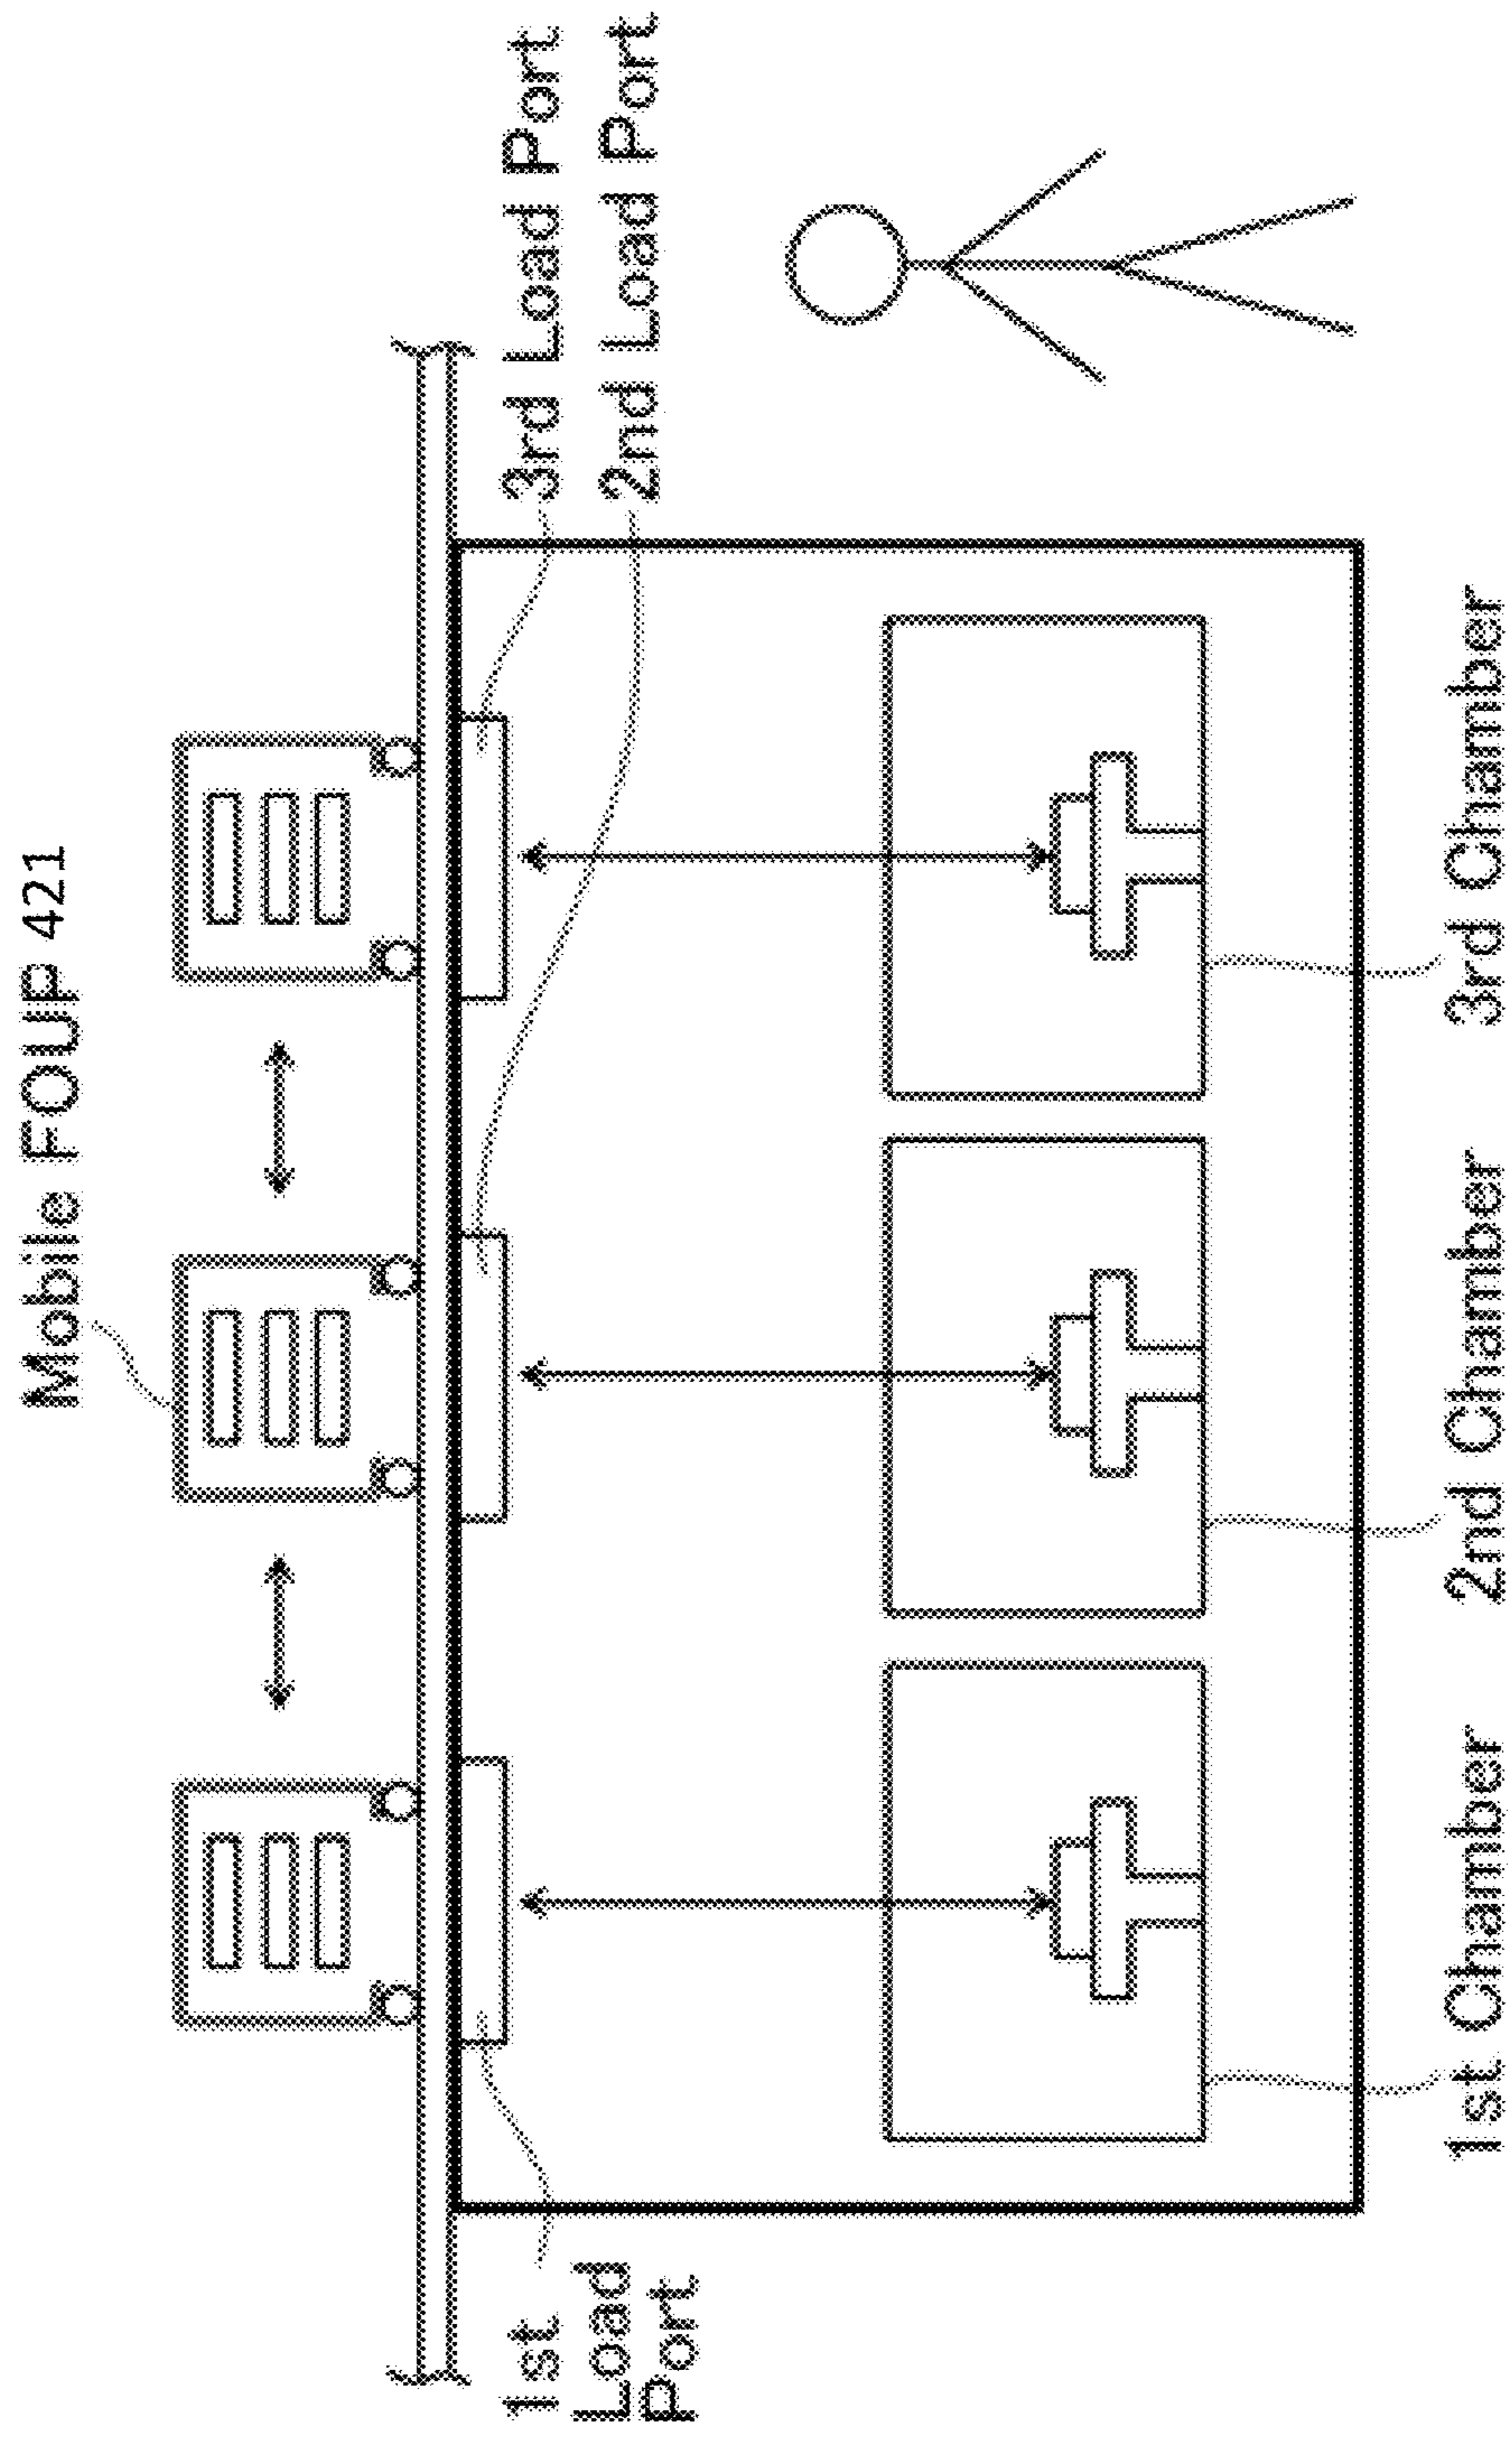 Mobile FOUP 421
3rd Load Port
2nd Load Port
1st
Load
Port
1st Chamber
2nd Chamber
3rd Chamber